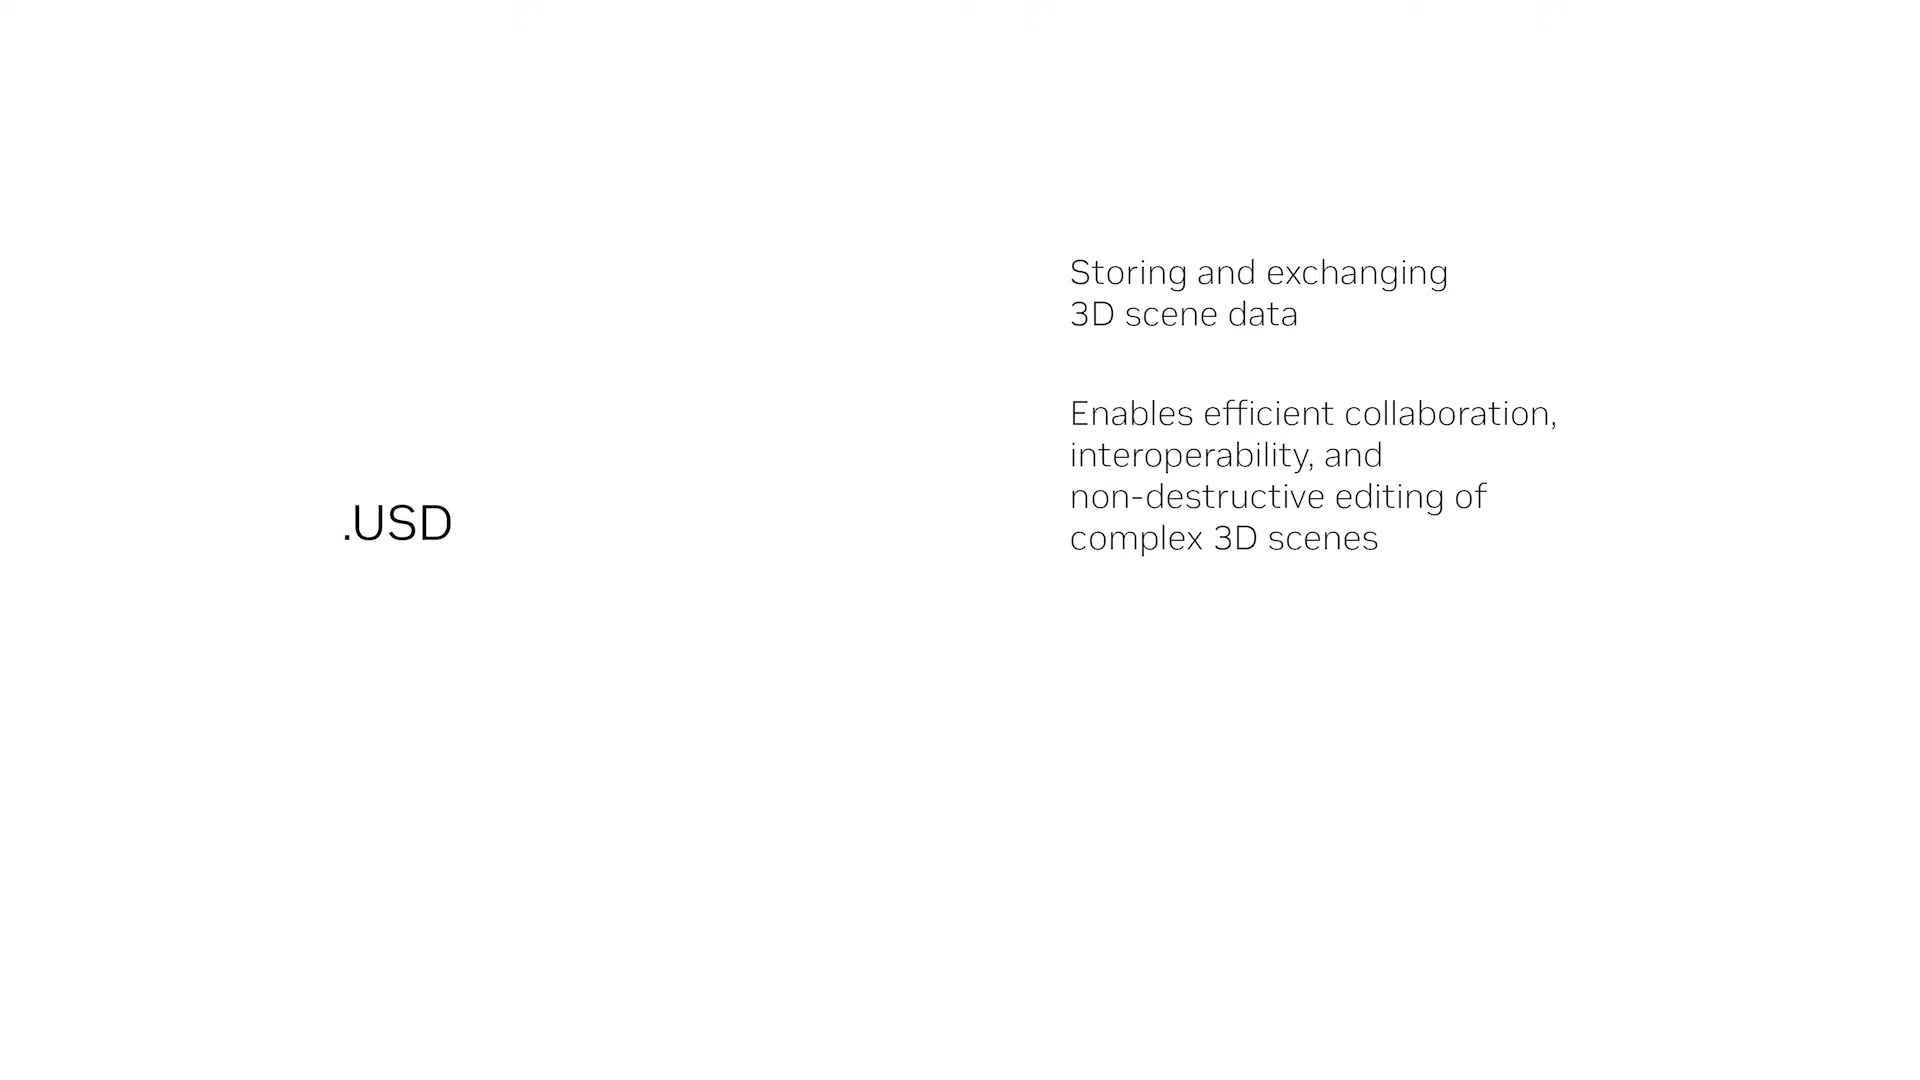 .USD
Storing and exchanging
3D scene data
Enables efficient collaboration,
interoperability, and
non-destructive editing of
complex 3D scenes